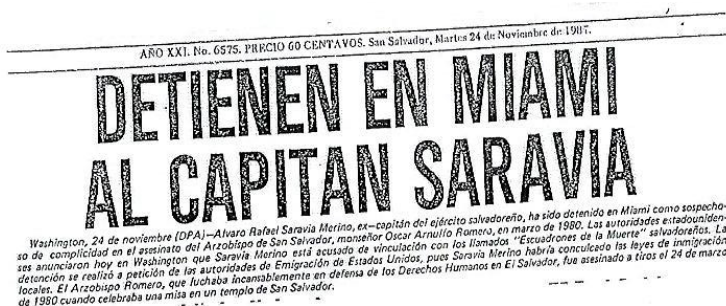 AÑO XXI. No. 6575. PRECIO 60 CENTAVOS. San Salvador, Martes 24 de Noviembre de 1987.
DETIENEN EN MIAMI
AL CAPITAN SARAVIA
Washington, 24 de noviembre (DPA)—Alvaro Rafael Saravia Merino, ex—capitán del ejército salvadoreño, ha sido detenido en Miami como sospecho-
so de complicidad en el asesinato del Arzobispo de San Salvador, monseñor Oscar Arnulfo Romero, en marzo de 1980. Las autoridades estadouniden-
ses anunciaron hoy en Washington que Saravia Merino está acusado de vinculación con los llamados "Escuadrones de la Muerte" salvadoreños. La
detención se realizó a petición de las autoridades de Emigración de Estados Unidos, pues Saravia Merino habría conculcado las leyes de inmigración
locales. El Arzobispo Romero, que luchaba incansablemente en defensa de los Derechos Humanos en El Salvador, fue asesinado a tiros el 24 de marzo
de 1980 cuando celebraba una misa en un templo de San Salvador.